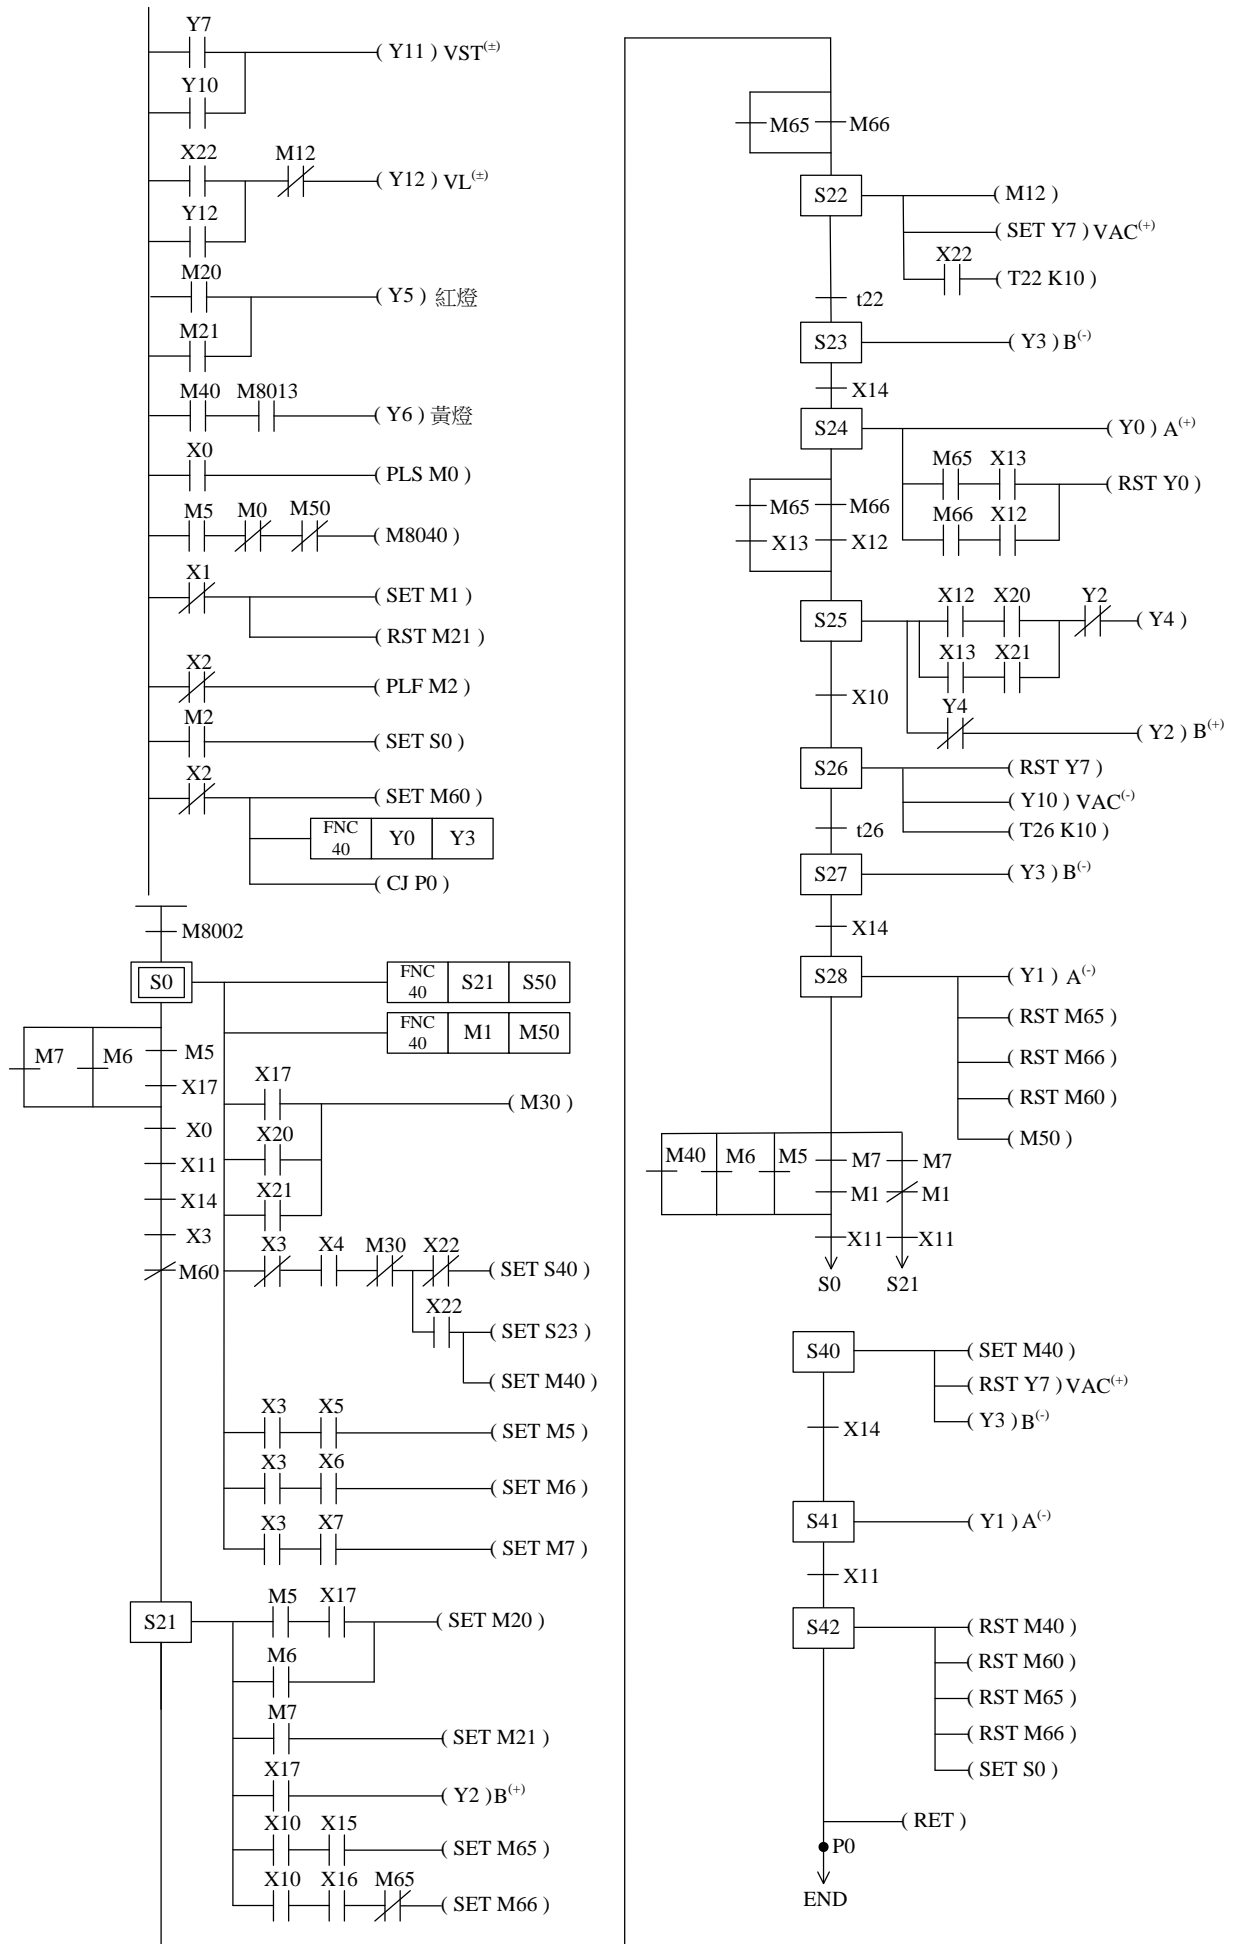 Y7
( Y11 ) VST(±)
Y10
X22
M12
( Y12 ) VL(±)
Y12
M20
( Y5 ) 紅燈
M21
M40 M8013
( Y6 ) 黃燈
X0
( PLS M0 )
M5 M0 M50
( M8040 )
X1
( SET M1 )
( RST M21 )
X2
( PLF M2 )
M2
( SET S0 )
X2
( SET M60 )
FNC 40 Y0 Y3
( CJ P0 )
M8002
S0
FNC 40 S21 S50
FNC 40 M1 M50
M7 M6 M5
X17
X0
X11
X14
X3
M60
X17
( M30 )
X20
X21
X3 X4 M30 X22
( SET S40 )
X22
( SET S23 )
( SET M40 )
X3 X5
( SET M5 )
X3 X6
( SET M6 )
X3 X7
( SET M7 )
S21
M5 X17
( SET M20 )
M6
M7
( SET M21 )
X17
( Y2 ) B(+)
X10 X15
( SET M65 )
X10 X16 M65
( SET M66 )
M65 M66
S22
( M12 )
( SET Y7 ) VAC(+)
X22
( T22 K10 )
t22
S23
( Y3 ) B(-)
X14
S24
( Y0 ) A(+)
M65 X13
( RST Y0 )
M66 X12
M65 M66
X13 X12
S25
X12 X20 Y2
( Y4 )
X13 X21
X10
Y4
( Y2 ) B(+)
S26
( RST Y7 )
( Y10 ) VAC(-)
( T26 K10 )
t26
S27
( Y3 ) B(-)
X14
S28
( Y1 ) A(-)
( RST M65 )
( RST M66 )
( RST M60 )
( M50 )
M40 M6 M5 M7 M7
M1 M1
X11 X11
S0 S21
S40
( SET M40 )
( RST Y7 ) VAC(+)
( Y3 ) B(-)
X14
S41
( Y1 ) A(-)
X11
S42
( RST M40 )
( RST M60 )
( RST M65 )
( RST M66 )
( SET S0 )
( RET )
P0
END